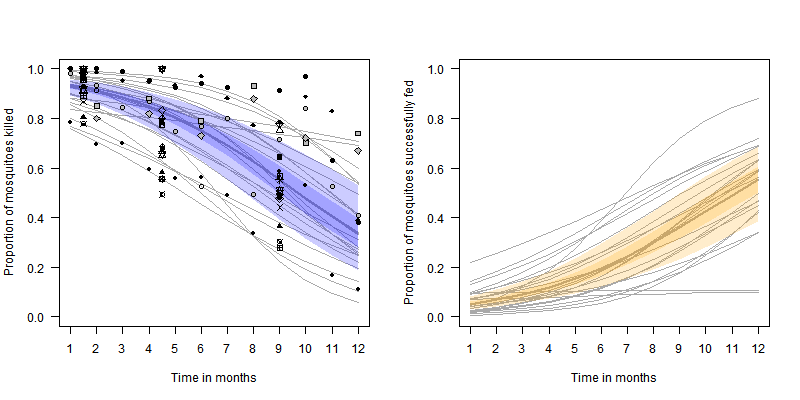 Proportion of mosquitoes killed
1.0
0.8
0.6
0.4
0.2
0.0
1 2 3 4 5 6 7 8 9 10 11 12
Time in months
Proportion of mosquitoes successfully fed
1.0
0.8
0.6
0.4
0.2
0.0
1 2 3 4 5 6 7 8 9 10 11 12
Time in months